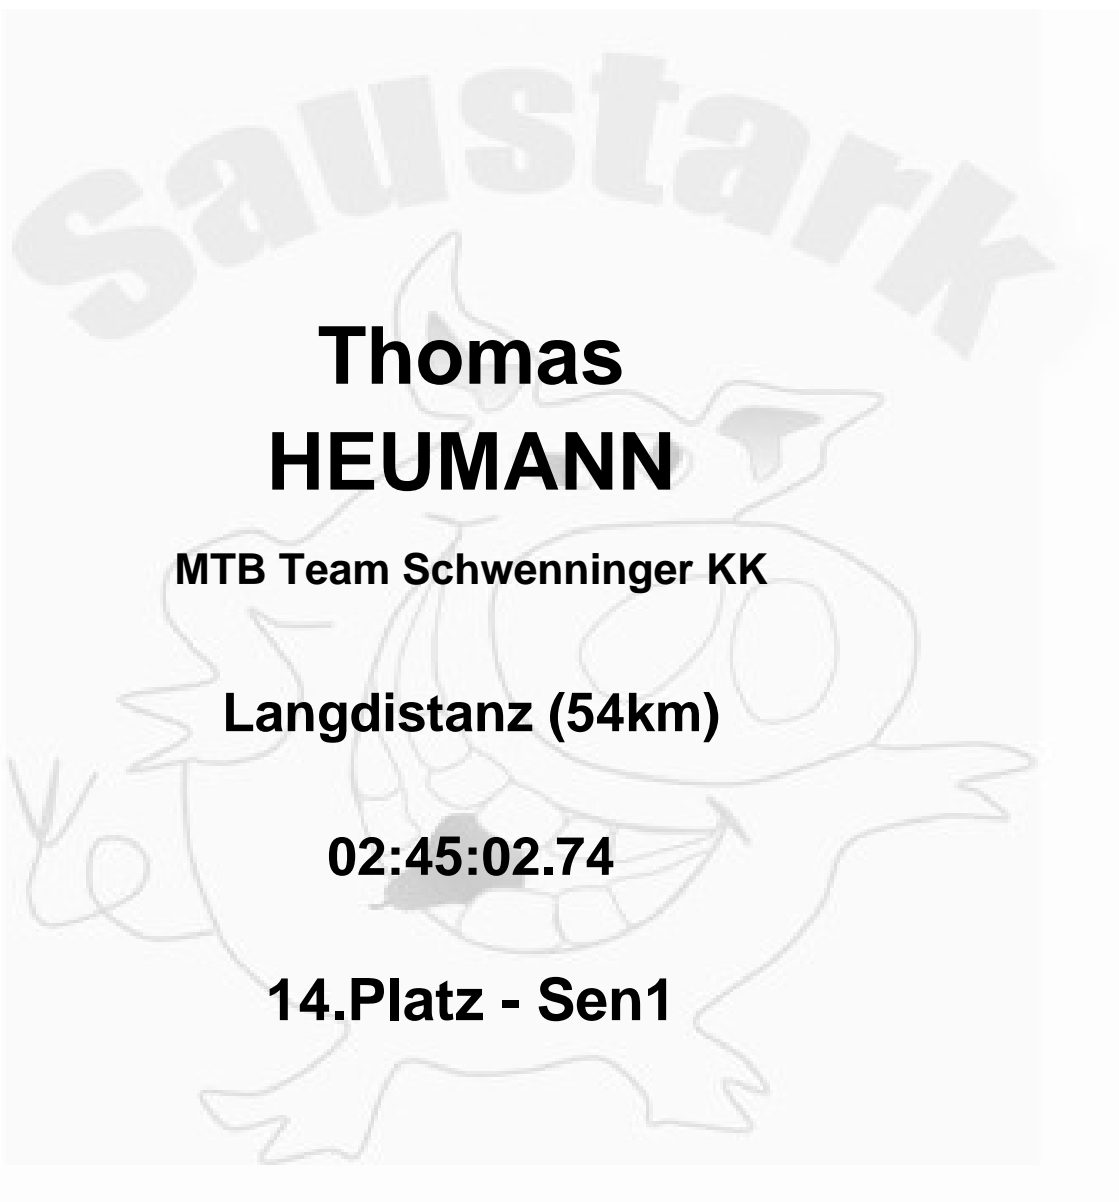 Saustark
Thomas
HEUMANN
MTB Team Schwenninger KK
Langdistanz (54km)
02:45:02.74
14.Platz - Sen1